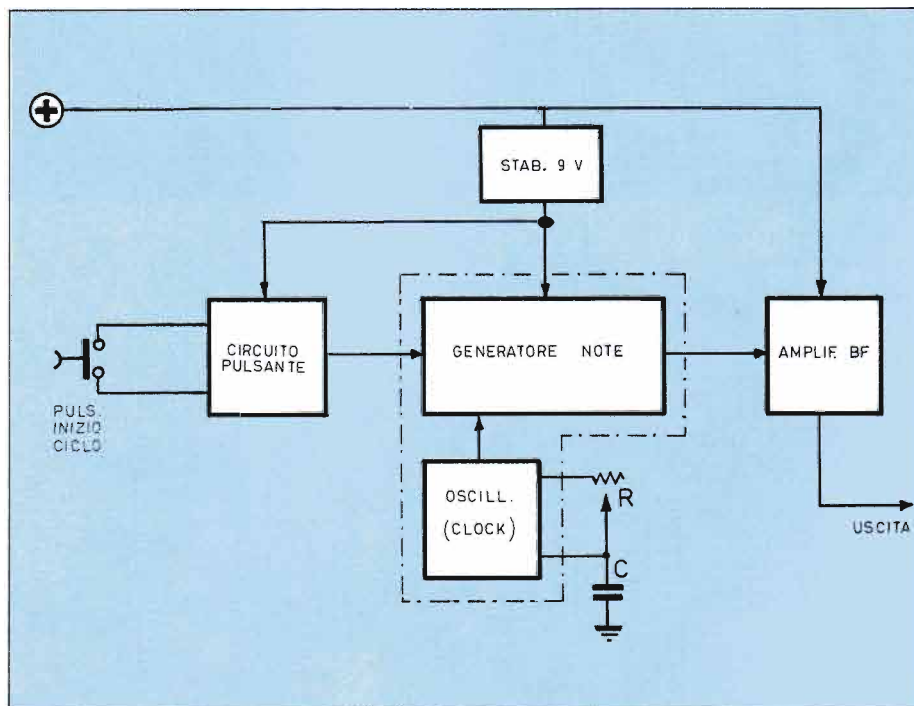 +
STAB. 9 V
CIRCUITO
PULSANTE
GENERATORE NOTE
AMPLIF. BF
PULS.
INIZIO
CICLO
OSCILL.
(CLOCK)
R
C
USCITA